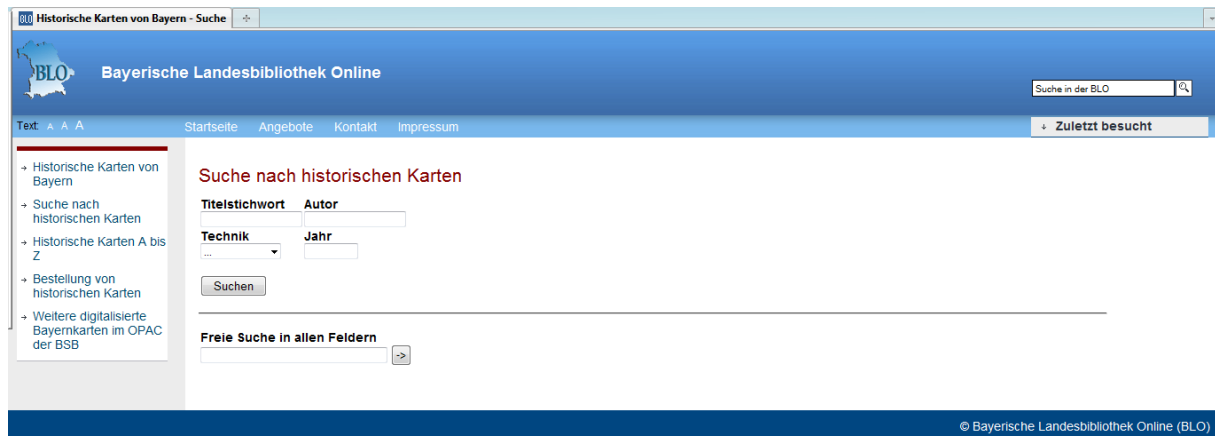 BLO Historische Karten von Bayern - Suche
BLO
Bayerische Landesbibliothek Online
Suche in der BLO
Text: A A A
Startseite Angebote Kontakt Impressum
Zuletzt besucht
Historische Karten von
Bayern
Suche nach
historischen Karten
Historische Karten A bis
Z
Bestellung von
historischen Karten
Weitere digitalisierte
Bayernkarten im OPAC
der BSB
Suche nach historischen Karten
Titelstichwort Autor
Technik Jahr
...
Suchen
Freie Suche in allen Feldern
->
© Bayerische Landesbibliothek Online (BLO)